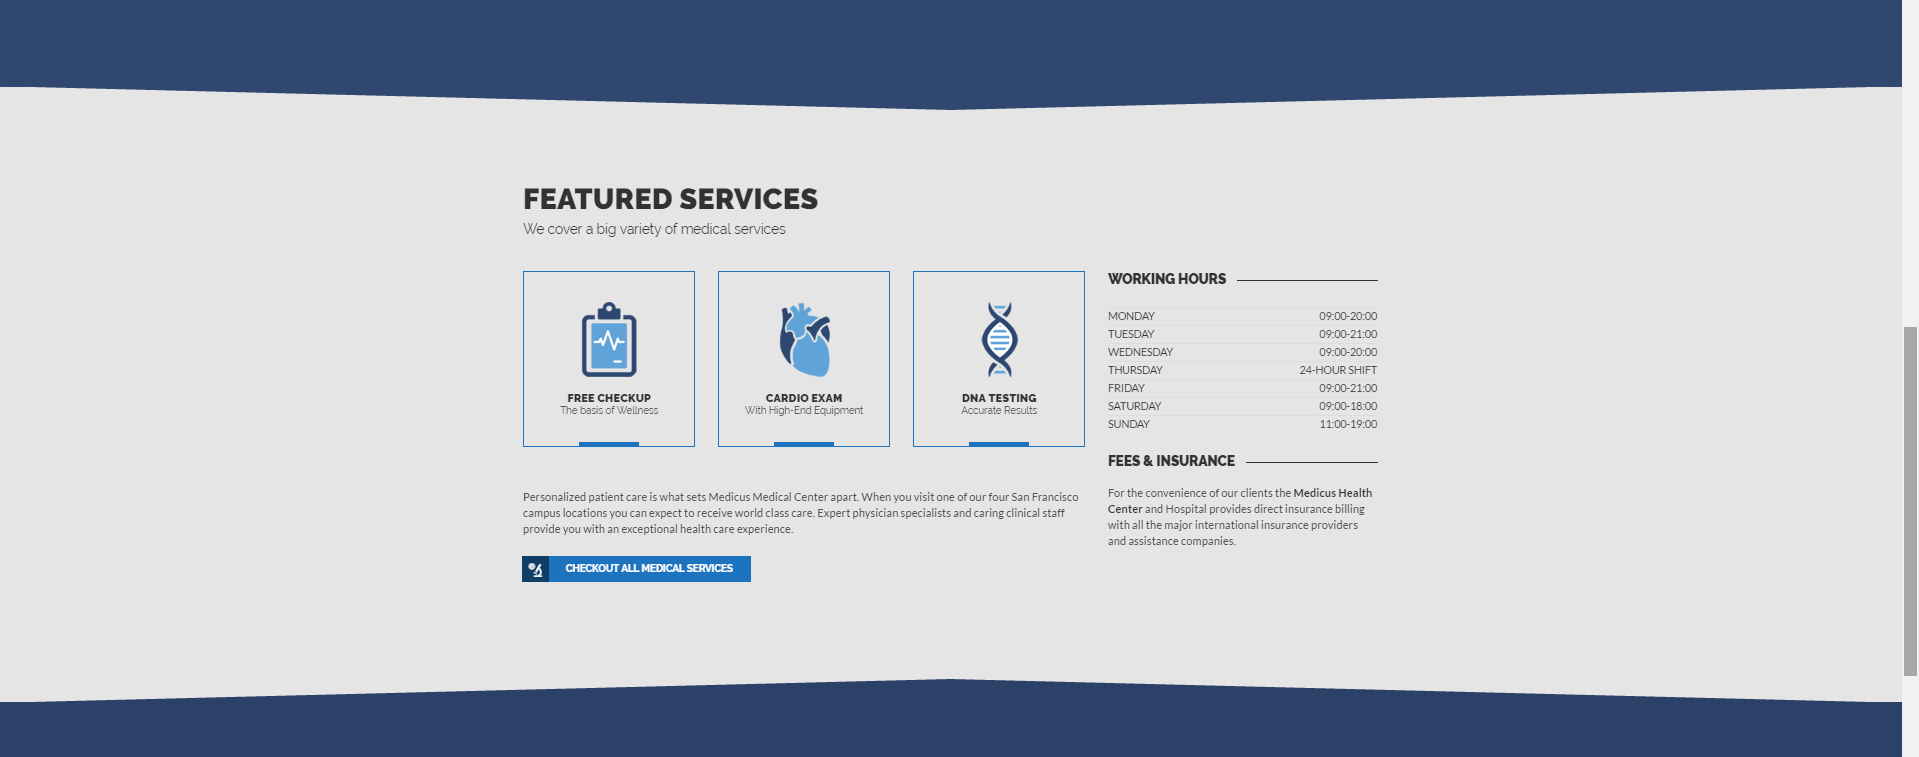 FEATURED SERVICES
We cover a big variety of medical services
FREE CHECKUP
The basis of Wellness
CARDIO EXAM
With High-End Equipment
DNA TESTING
Accurate Results
Personalized patient care is what sets Medicus Medical Center apart. When you visit one of our four San Francisco
campus locations you can expect to receive world class care. Expert physician specialists and caring clinical staff
provide you with an exceptional health care experience.
CHECKOUT ALL MEDICAL SERVICES
WORKING HOURS
MONDAY 09:00-20:00
TUESDAY 09:00-21:00
WEDNESDAY 09:00-20:00
THURSDAY 24-HOUR SHIFT
FRIDAY 09:00-21:00
SATURDAY 09:00-18:00
SUNDAY 11:00-19:00
FEES & INSURANCE
For the convenience of our clients the Medicus Health
Center and Hospital provides direct insurance billing
with all the major international insurance providers
and assistance companies.